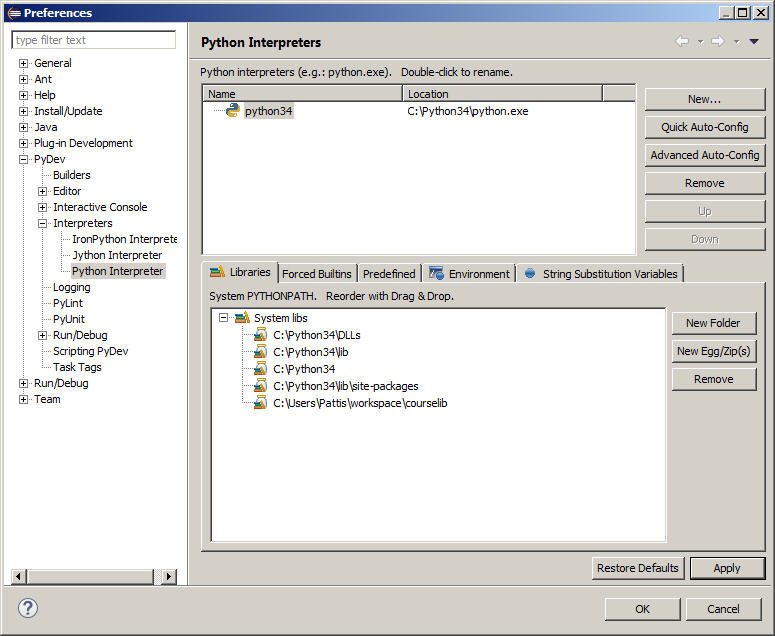 Preferences
type filter text
General
Ant
Help
Install/Update
Java
Plug-in Development
PyDev
Builders
Editor
Interactive Console
Interpreters
IronPython Interprete
Jython Interpreter
Python Interpreter
Logging
PyLint
PyUnit
Run/Debug
Scripting PyDev
Task Tags
Run/Debug
Team
Python Interpreters
Python interpreters (e.g.: python.exe). Double-click to rename.
Name Location
python34 C:\Python34\python.exe
New...
Quick Auto-Config
Advanced Auto-Config
Remove
Up
Down
Libraries Forced Builtins Predefined Environment String Substitution Variables
System PYTHONPATH. Reorder with Drag & Drop.
System libs
C:\Python34\DLLs
C:\Python34\lib
C:\Python34
C:\Python34\lib\site-packages
C:\Users\Pattis\workspace\courselib
New Folder
New Egg/Zip(s)
Remove
Restore Defaults Apply
? OK Cancel